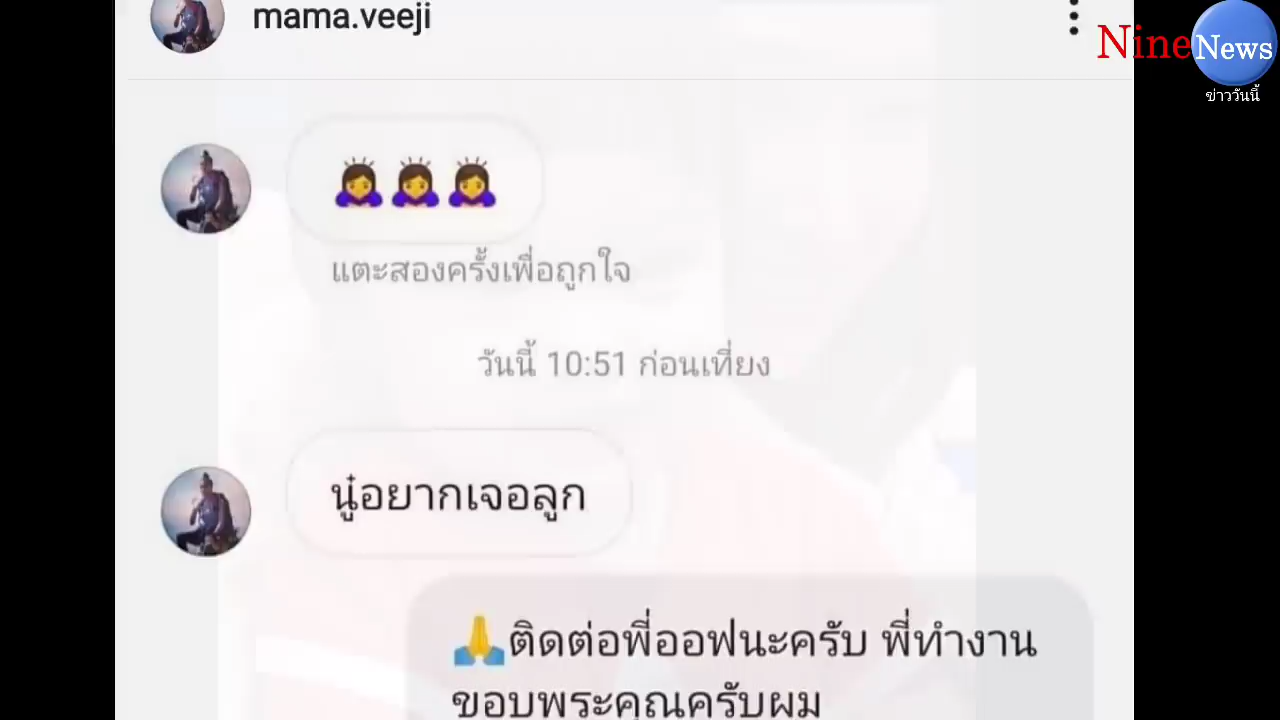 mama.veeji
Nine News
ข่าววันนี้
🙇‍♀️🙇‍♀️🙇‍♀️
แตะสองครั้งเพื่อถูกใจ
วันนี้ 10:51 ก่อนเที่ยง
นู๋อยากเจอลูก
🙏ติดต่อพี่ออฟนะครับ พี่ทำงาน
ขอบพระคุณครับผม